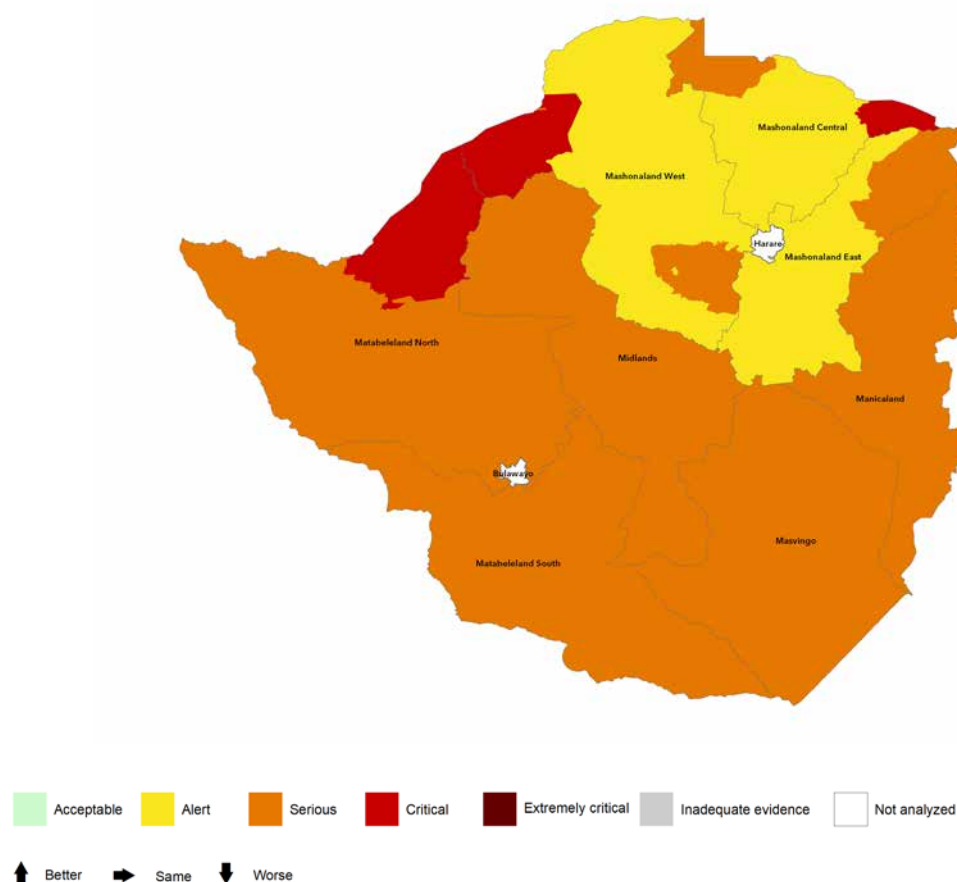 Mashonaland Central
Mashonaland West
Harare
Mashonaland East
Matabeleland North
Midlands
Manicaland
Bulawayo
Masvingo
Matabeleland South
Acceptable Alert Serious Critical Extremely critical Inadequate evidence Not analyzed
Better Same Worse